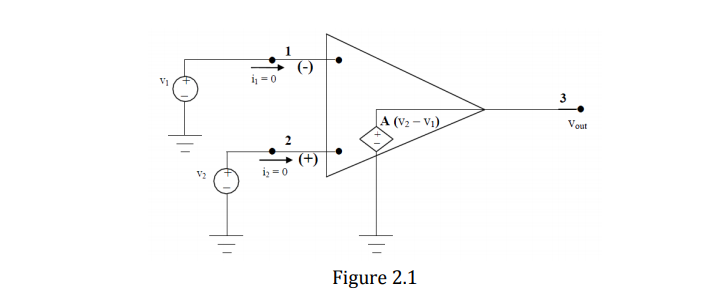 1
(-)
V₁
+
−
i₁ = 0
3
A (V₂ – V₁)
Vout
+
−
2
(+)
V₂
+
−
i₂ = 0
Figure 2.1